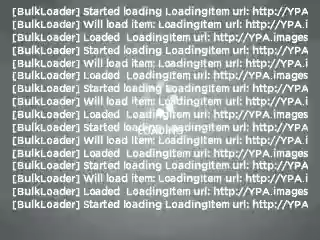 [BulkLoader] Started loading LoadingItem url: http://YPA
[BulkLoader] Will load item: LoadingItem url: http://YPA.i
[BulkLoader] Loaded LoadingItem url: http://YPA.images
[BulkLoader] Started loading LoadingItem url: http://YPA
[BulkLoader] Will load item: LoadingItem url: http://YPA.i
[BulkLoader] Loaded LoadingItem url: http://YPA.images
[BulkLoader] Started loading LoadingItem url: http://YPA
[BulkLoader] Will load item: LoadingItem url: http://YPA.i
[BulkLoader] Loaded LoadingItem url: http://YPA.images
[BulkLoader] Started loading LoadingItem url: http://YPA
[BulkLoader] Will load item: LoadingItem url: http://YPA.i
[BulkLoader] Loaded LoadingItem url: http://YPA.images
[BulkLoader] Started loading LoadingItem url: http://YPA
[BulkLoader] Will load item: LoadingItem url: http://YPA.i
[BulkLoader] Loaded LoadingItem url: http://YPA.images
[BulkLoader] Started loading LoadingItem url: http://YPA